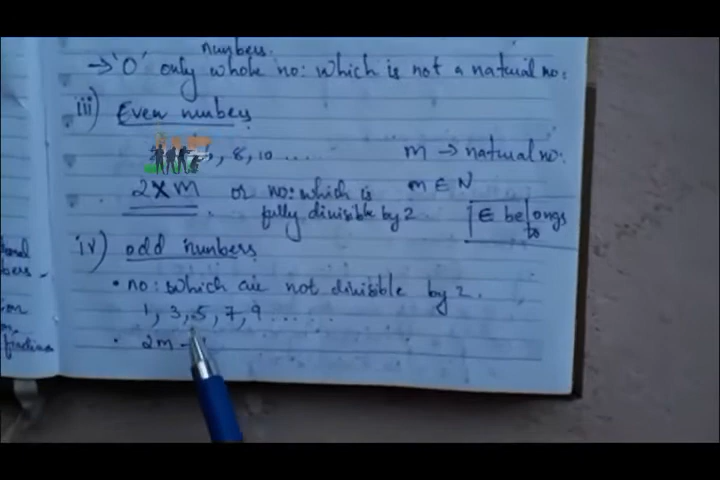 numbers.
→ 'O' only whole no: which is not a natural no:
iii) Even numbers
, 8, 10 ..... m → natural no:
2 x m or no: which is m ∈ N
fully divisible by 2 ∈ belongs to
iv) odd numbers
• no: which are not divisible by 2.
1, 3, 5, 7, 9 ......
• 2m -